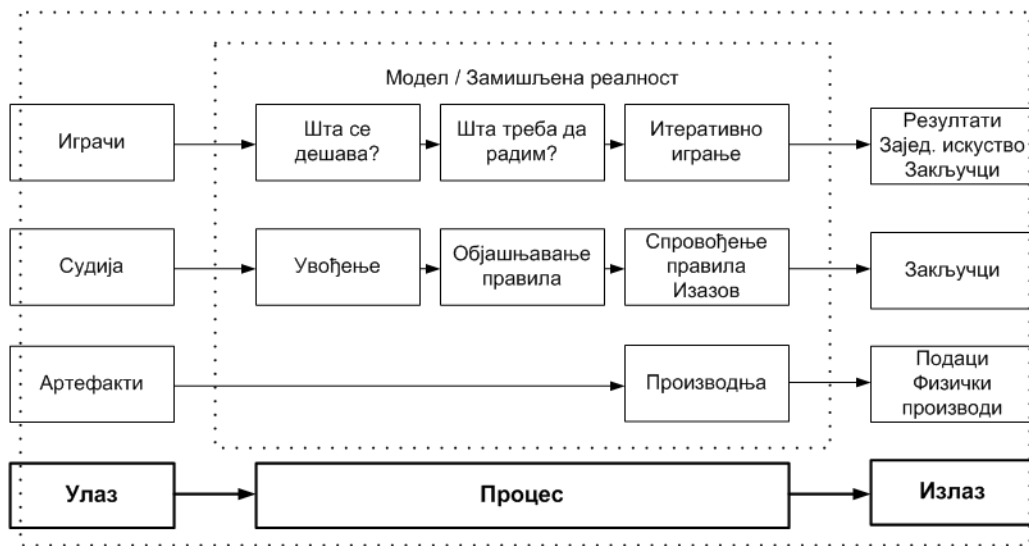 Модел / Замишљена реалност
Играчи
Шта се
дешава?
Шта треба да
радим?
Итеративно
играње
Резултати
Зајед. искуство
Закључци
Судија
Увођење
Објашњавање
правила
Спровођење
правила
Изазов
Закључци
Артефакти
Производња
Подаци
Физички
производи
Улаз
Процес
Излаз